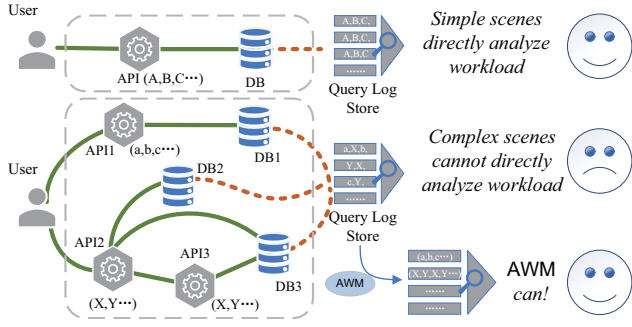 User
API (A,B,C···)
DB
A,B,C,
A,B,C,
A,B,C
······
Query Log
Store
Simple scenes
directly analyze
workload
User
API1
(a,b,c···)
DB1
DB2
API2
(X,Y···)
API3
(X,Y···)
DB3
a,X,b,
Y,X,
c,Y,
······
Query Log
Store
Complex scenes
cannot directly
analyze workload
AWM
(a,b,c···)
(X,Y,X,Y···)
······
······
AWM
can!